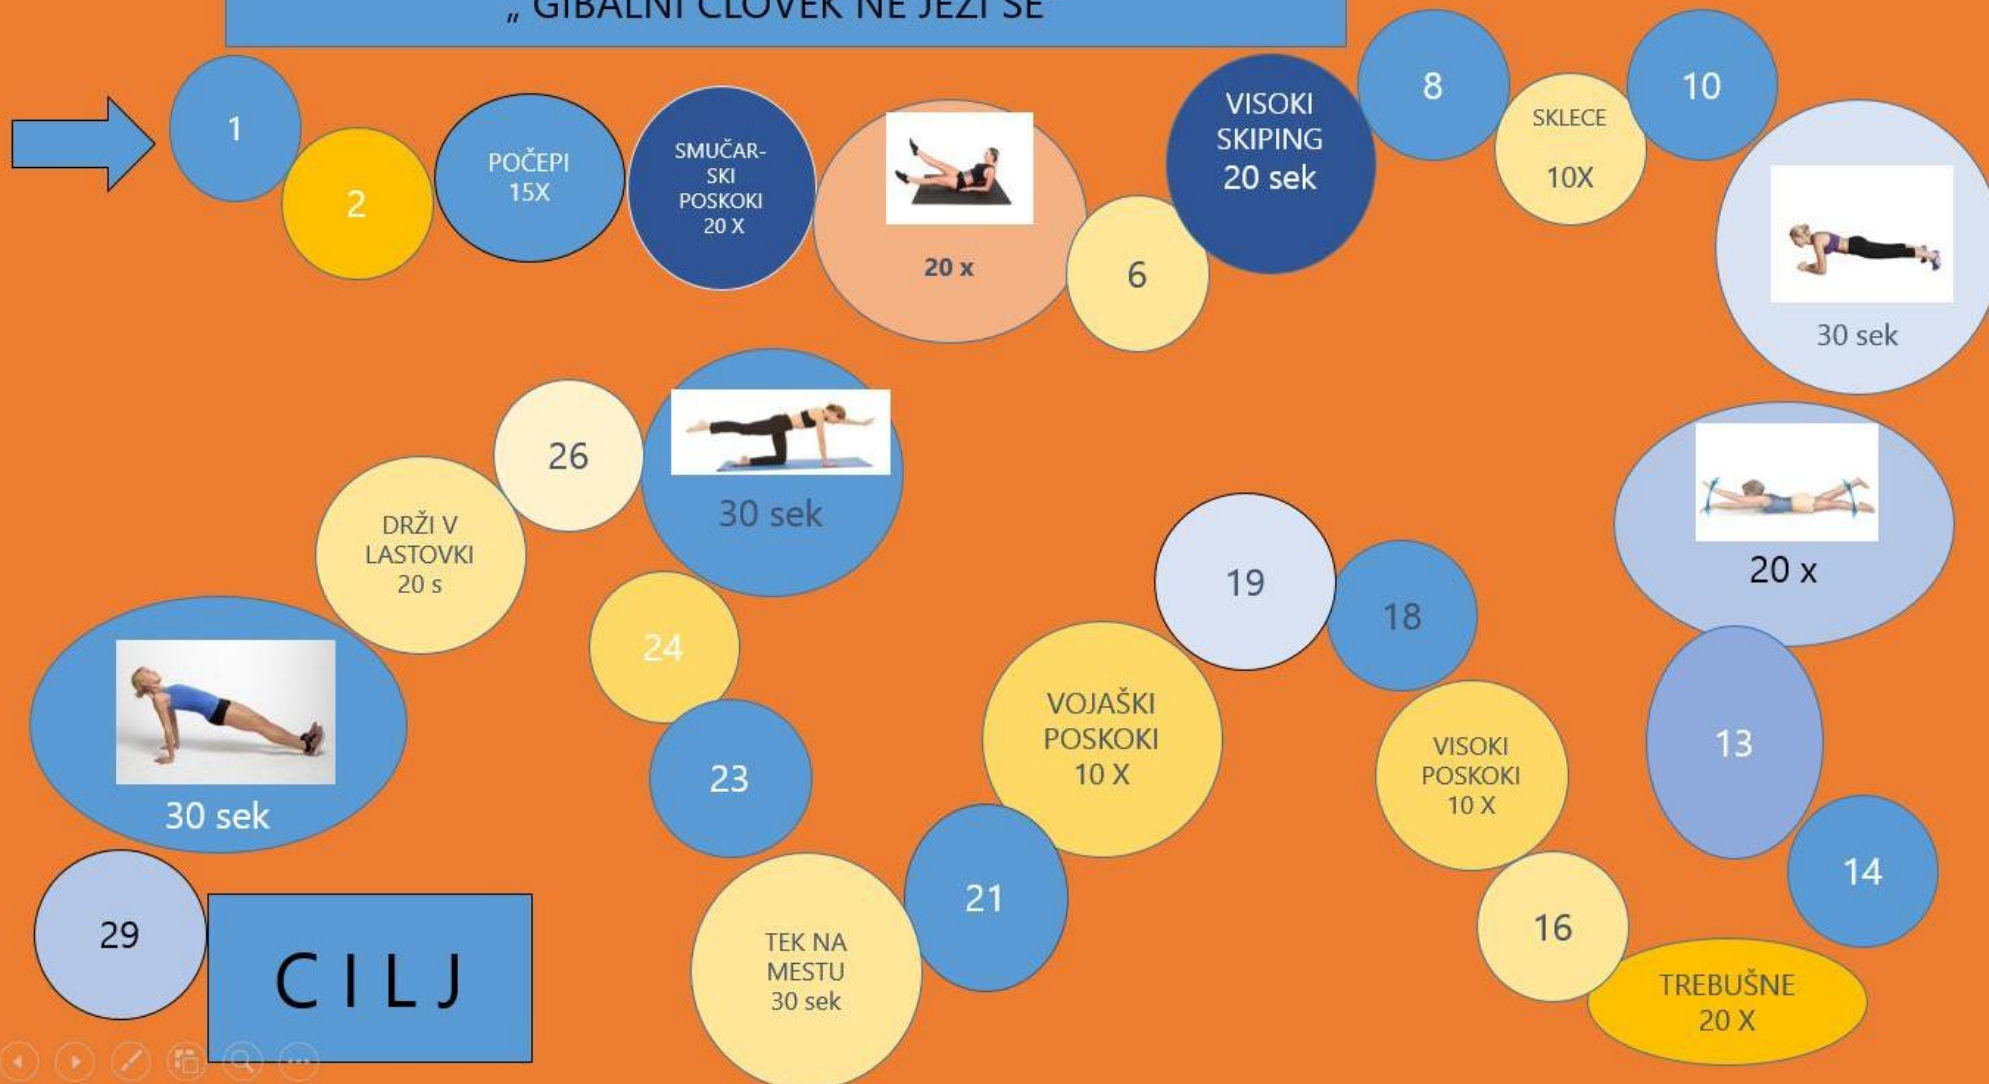 „ GIBALNI ČLOVEK NE JEZI SE"
1
2
POČEPI
15X
SMUČAR-
SKI
POSKOKI
20 X
20 x
6
VISOKI
SKIPING
20 sek
8
SKLECE
10X
10
30 sek
20 x
13
14
TREBUŠNE
20 X
16
VISOKI
POSKOKI
10 X
18
19
VOJAŠKI
POSKOKI
10 X
21
TEK NA
MESTU
30 sek
23
24
30 sek
26
DRŽI V
LASTOVKI
20 s
30 sek
29
C I L J